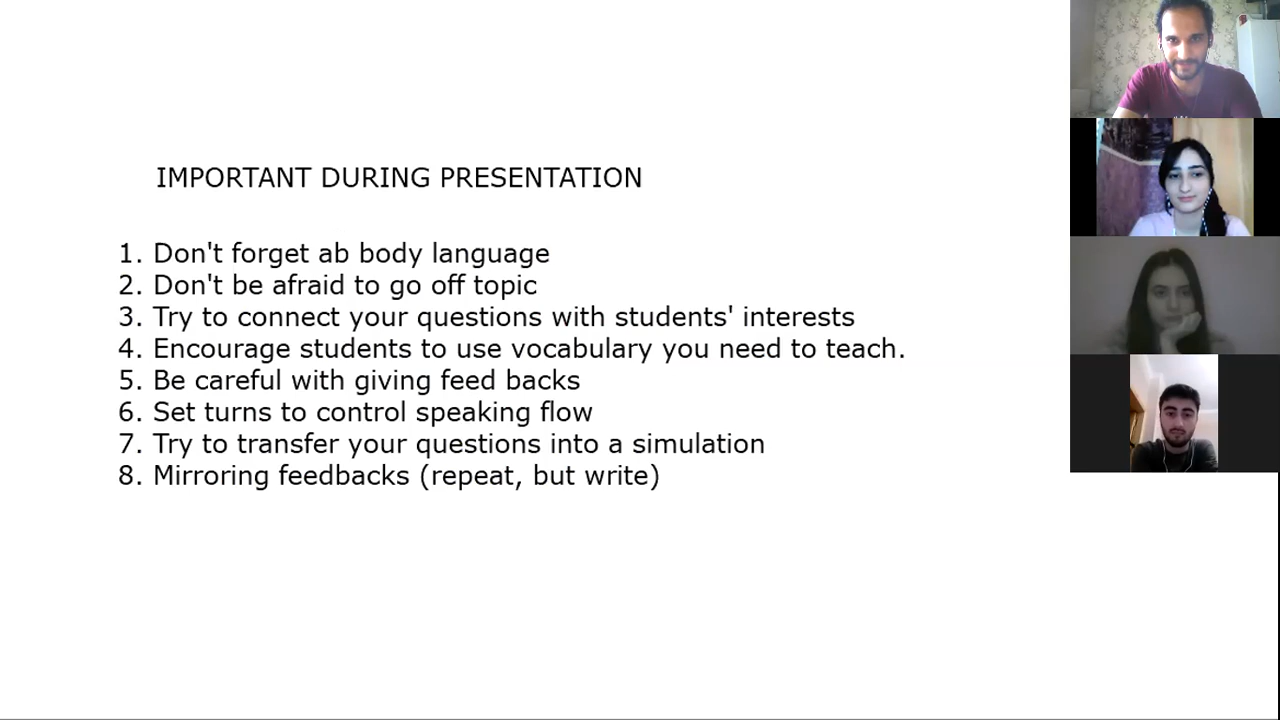 IMPORTANT DURING PRESENTATION
1. Don't forget ab body language
2. Don't be afraid to go off topic
3. Try to connect your questions with students' interests
4. Encourage students to use vocabulary you need to teach.
5. Be careful with giving feed backs
6. Set turns to control speaking flow
7. Try to transfer your questions into a simulation
8. Mirroring feedbacks (repeat, but write)